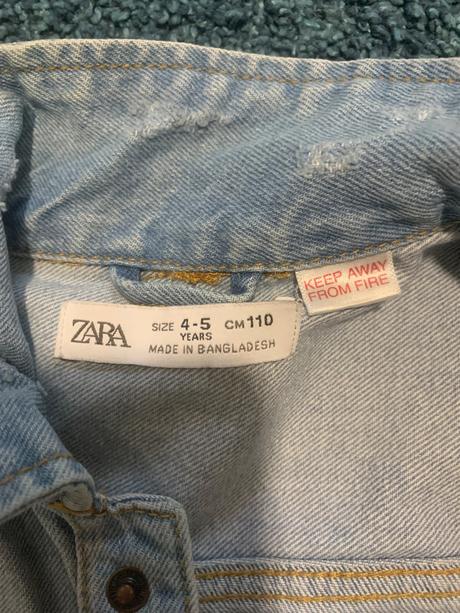 KEEP AWAY
FROM FIRE
ZARA
SIZE 4-5 CM 110
YEARS
MADE IN BANGLADESH